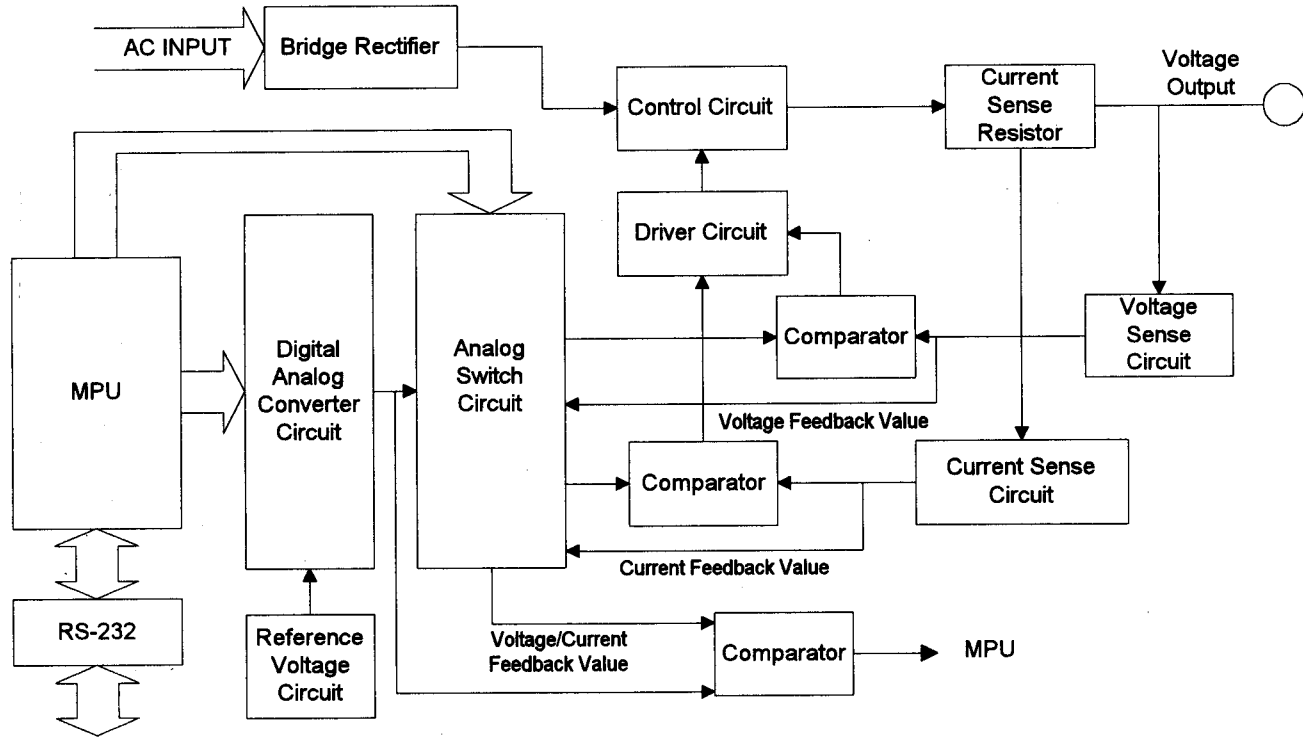 AC INPUT
Bridge Rectifier
Control Circuit
Current
Sense
Resistor
Voltage
Output
Driver Circuit
MPU
Digital
Analog
Converter
Circuit
Analog
Switch
Circuit
Comparator
Voltage
Sense
Circuit
Voltage Feedback Value
Comparator
Current Sense
Circuit
Current Feedback Value
RS-232
Reference
Voltage
Circuit
Voltage/Current
Feedback Value
Comparator
MPU